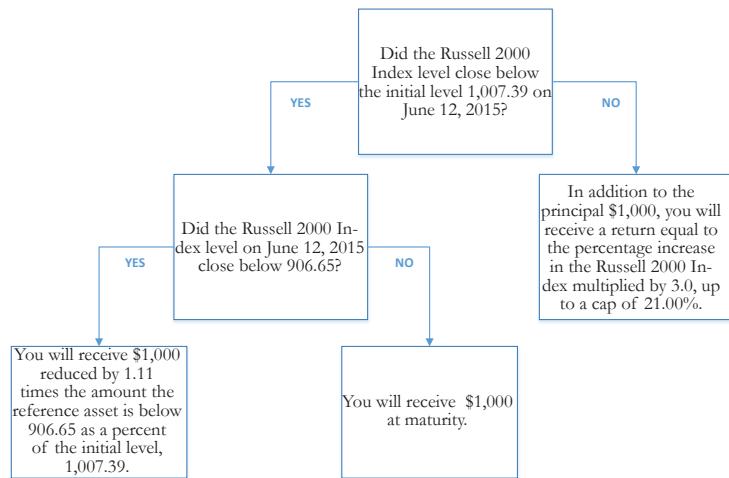 Did the Russell 2000
Index level close below
the initial level 1,007.39 on
June 12, 2015?
YES
NO
Did the Russell 2000 In-
dex level on June 12, 2015
close below 906.65?
In addition to the
principal $1,000, you will
receive a return equal to
the percentage increase
in the Russell 2000 In-
dex multiplied by 3.0, up
to a cap of 21.00%.
YES
NO
You will receive $1,000
reduced by 1.11
times the amount the
reference asset is below
906.65 as a percent
of the initial level,
1,007.39.
You will receive $1,000
at maturity.